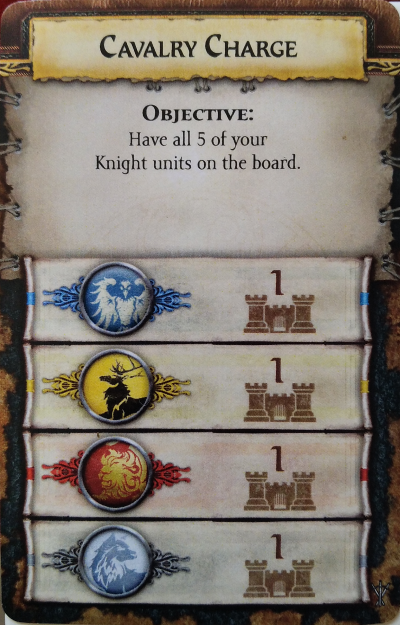 Cavalry Charge
Objective:
Have all 5 of your
Knight units on the board.
1
1
1
1